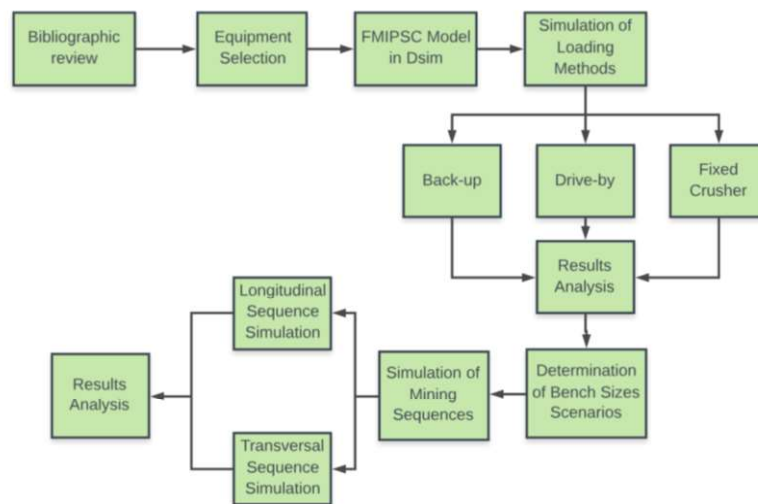 Bibliographic
review
Equipment
Selection
FMIPSC Model
in Dsim
Simulation of
Loading
Methods
Back-up
Drive-by
Fixed
Crusher
Results
Analysis
Determination
of Bench Sizes
Scenarios
Simulation of
Mining
Sequences
Longitudinal
Sequence
Simulation
Transversal
Sequence
Simulation
Results
Analysis